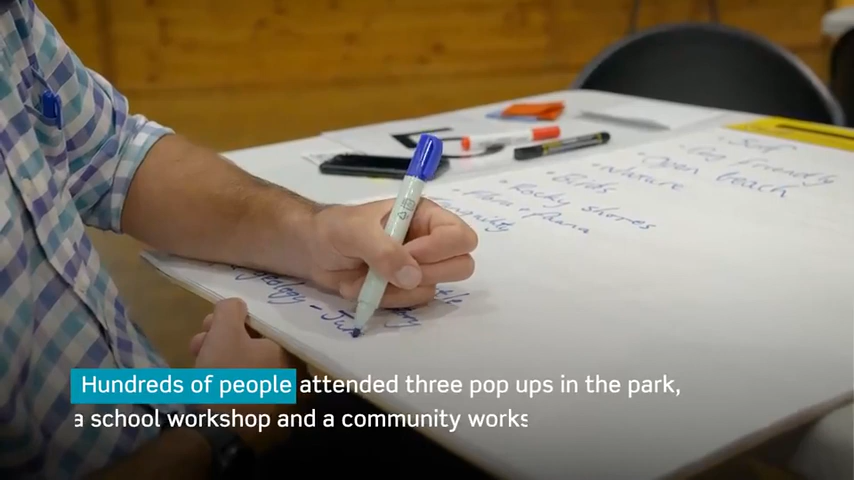 Surf
Dog friendly
Open beach
Nature
Birds
Rocky shores
Flora + fauna
Hundreds of people attended three pop ups in the park,
a school workshop and a community works